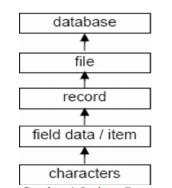 database
file
record
field data / item
characters